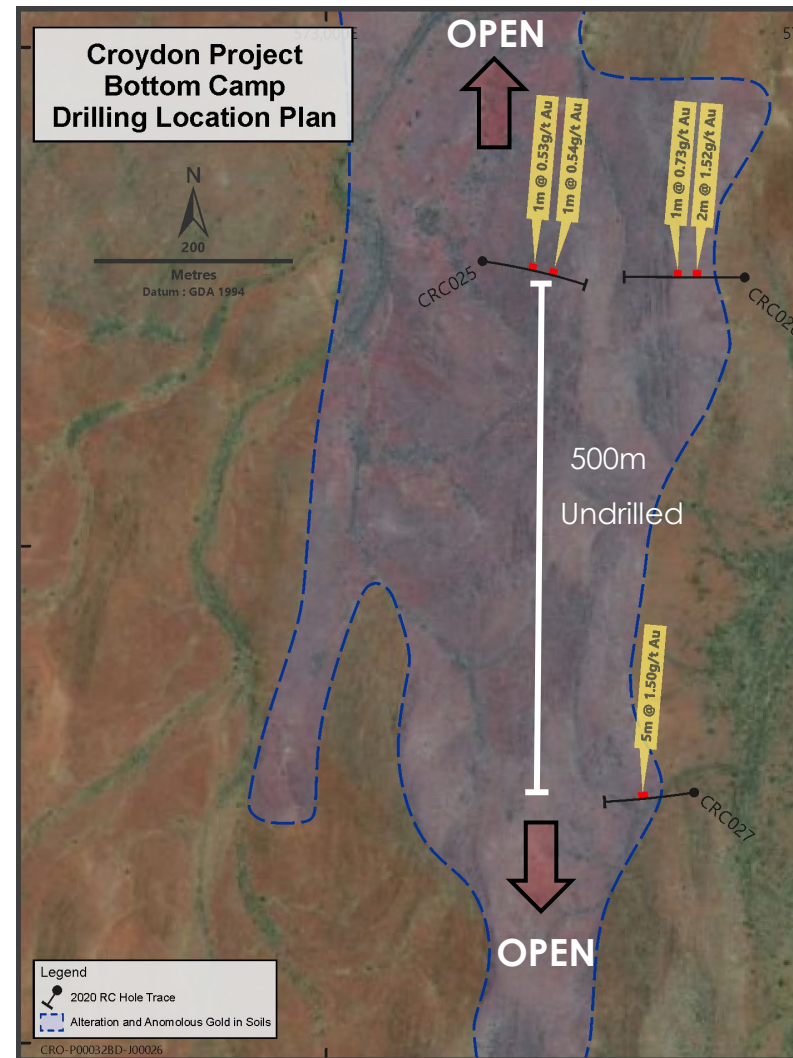 573,000E
OPEN
Croydon Project
Bottom Camp
Drilling Location Plan
1m @ 0.53g/t Au
1m @ 0.54g/t Au
1m @ 0.73g/t Au
2m @ 1.52g/t Au
N
200
Metres
Datum : GDA 1994
CRC025
500m
Undrilled
5m @ 1.50g/t Au
CRC027
OPEN
Legend
2020 RC Hole Trace
Alteration and Anomolous Gold in Soils
CRO-P00032BD-J00026